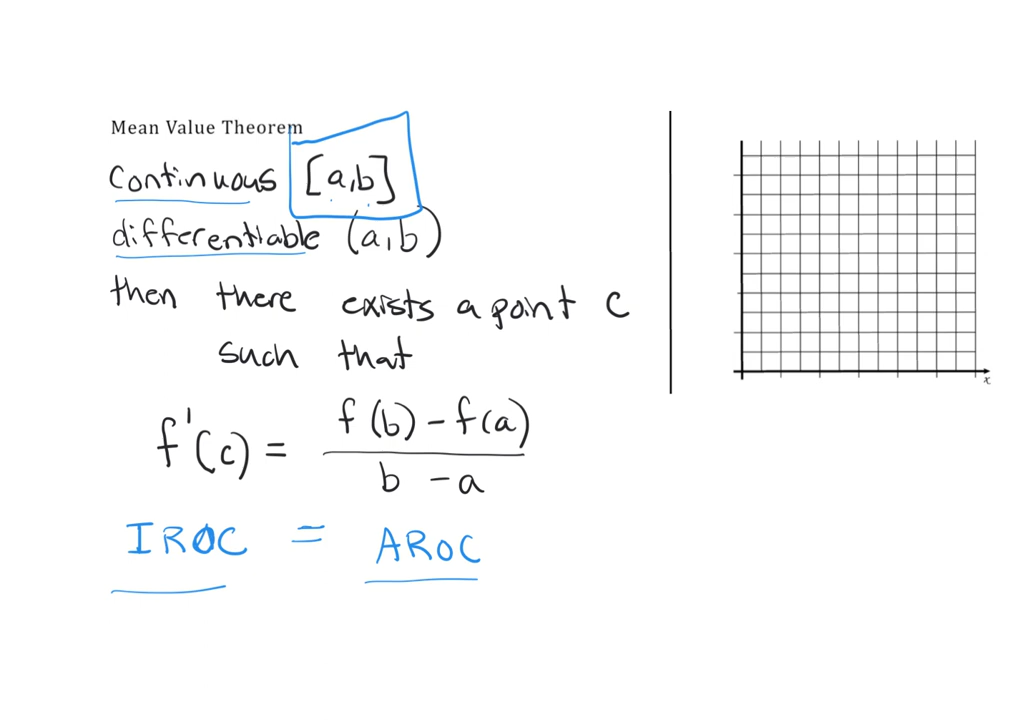 Mean Value Theorem
continuous [a,b]
differentiable (a,b)
then there exists a point c
such that
f'(c) = f(b) - f(a) / b - a
IROC = AROC
x